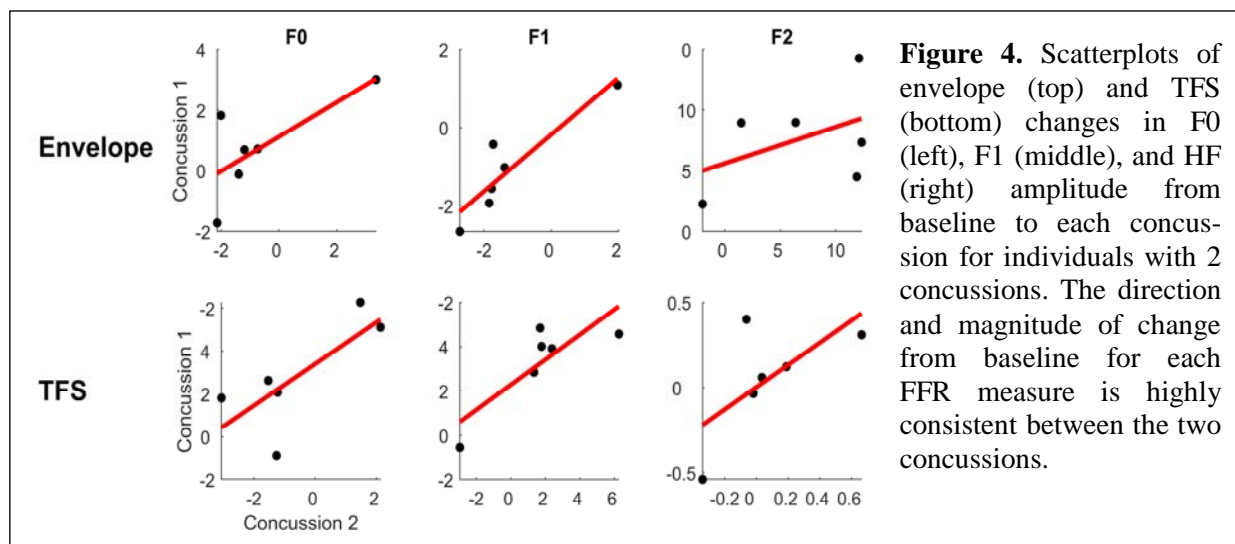 F0
F1
F2
Envelope
Concussion 1
4
2
0
-2
-2
0
2
2
0
-2
-2
0
2
0
10
5
0
0
5
10
TFS
Concussion 1
-2
4
2
0
-2
-2
0
2
Concussion 2
-2
4
2
0
-2
-2
0
2
4
6
0.5
0
-0.5
-0.2
0
0.2
0.4
0.6
Figure 4. Scatterplots of
envelope (top) and TFS
(bottom) changes in F0
(left), F1 (middle), and HF
(right) amplitude from
baseline to each concus-
sion for individuals with 2
concussions. The direction
and magnitude of change
from baseline for each
FFR measure is highly
consistent between the two
concussions.